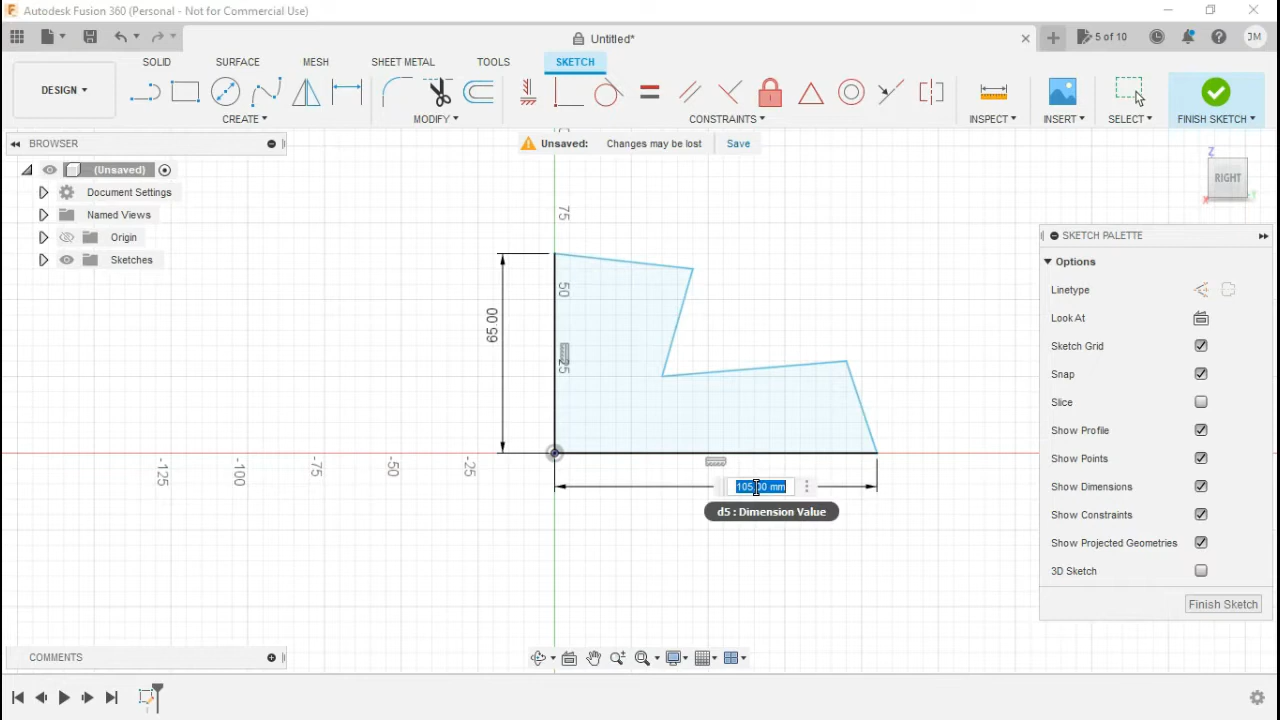 Autodesk Fusion 360 (Personal - Not for Commercial Use)
Untitled*
5 of 10
JM
DESIGN
SOLID
SURFACE
MESH
SHEET METAL
TOOLS
SKETCH
CREATE
MODIFY
CONSTRAINTS
INSPECT
INSERT
SELECT
FINISH SKETCH
BROWSER
Unsaved:
Changes may be lost
Save
(Unsaved)
Document Settings
Named Views
Origin
Sketches
Z
RIGHT
X
Y
75
50
25
65.00
-125
-100
-75
-50
-25
105.00 mm
d5 : Dimension Value
SKETCH PALETTE
Options
Linetype
Look At
Sketch Grid
Snap
Slice
Show Profile
Show Points
Show Dimensions
Show Constraints
Show Projected Geometries
3D Sketch
Finish Sketch
COMMENTS